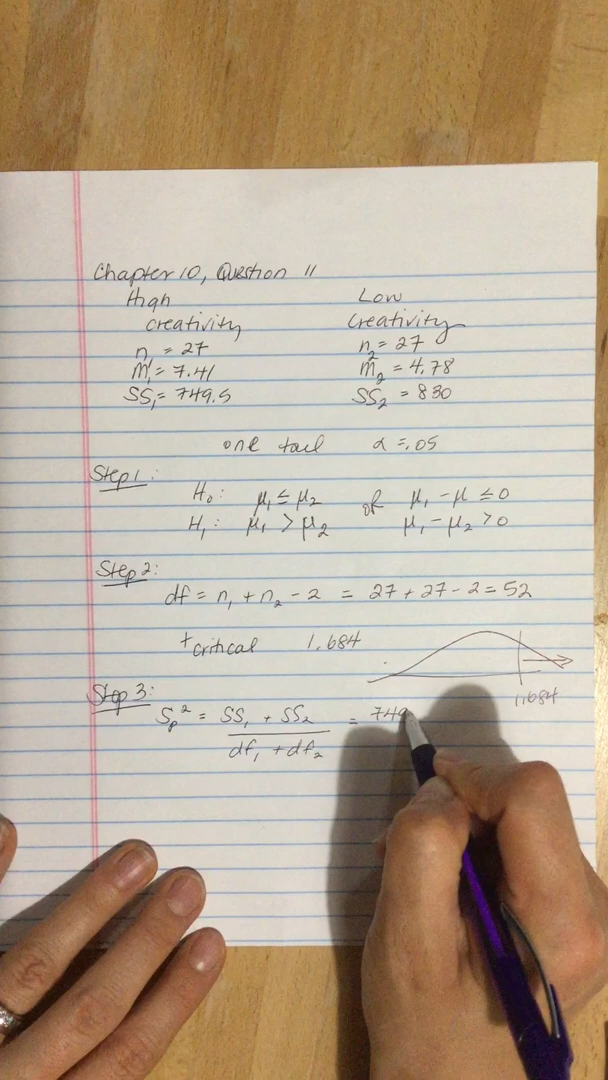 Chapter 10, Question 11
High Low
creativity Creativity
n₁ = 27 n₂ = 27
m₁ = 7.41 m₂ = 4.78
SS₁ = 749.5 SS₂ = 830
one tail α = .05
Step 1:
H₀: μ₁ ≤ μ₂ of μ₁ - μ ≤ 0
H₁: μ₁ > μ₂ μ₁ - μ₂ > 0
Step 2:
df = n₁ + n₂ - 2 = 27 + 27 - 2 = 52
t critical 1.684
1.684
Step 3:
Sp² = SS₁ + SS₂ = 749
df₁ + df₂